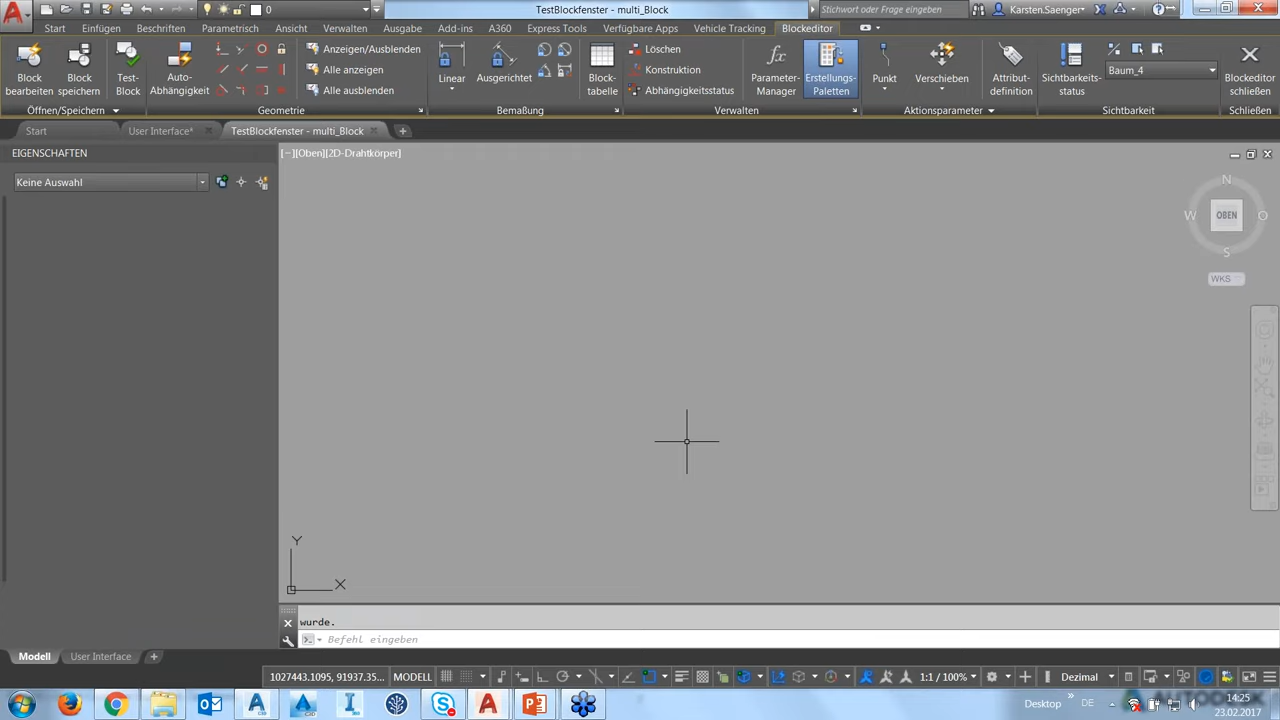 0
TestBlockfenster - multi_Block
Stichwort oder Frage eingeben
Karsten.Saenger
Start
Einfügen
Beschriften
Parametrisch
Ansicht
Verwalten
Ausgabe
Add-ins
A360
Express Tools
Verfügbare Apps
Vehicle Tracking
Blockeditor
Block bearbeiten
Block speichern
Test-Block
Auto-Abhängigkeit
Anzeigen/Ausblenden
Alle anzeigen
Alle ausblenden
Linear
Ausgerichtet
Block-tabelle
Löschen
Konstruktion
Abhängigkeitsstatus
Parameter-Manager
Erstellungs-Paletten
Punkt
Verschieben
Attribut-definition
Sichtbarkeits-status
Baum_4
Blockeditor schließen
Öffnen/Speichern
Geometrie
Bemaßung
Verwalten
Aktionsparameter
Sichtbarkeit
Schließen
Start
User Interface*
TestBlockfenster - multi_Block
EIGENSCHAFTEN
[−][Oben][2D-Drahtkörper]
Keine Auswahl
N
W
OBEN
O
S
WKS
Y
X
wurde.
Befehl eingeben
Modell
User Interface
1027443.1095, 91937.35...
MODELL
1:1 / 100%
Dezimal
Desktop
DE
14:25
23.02.2017